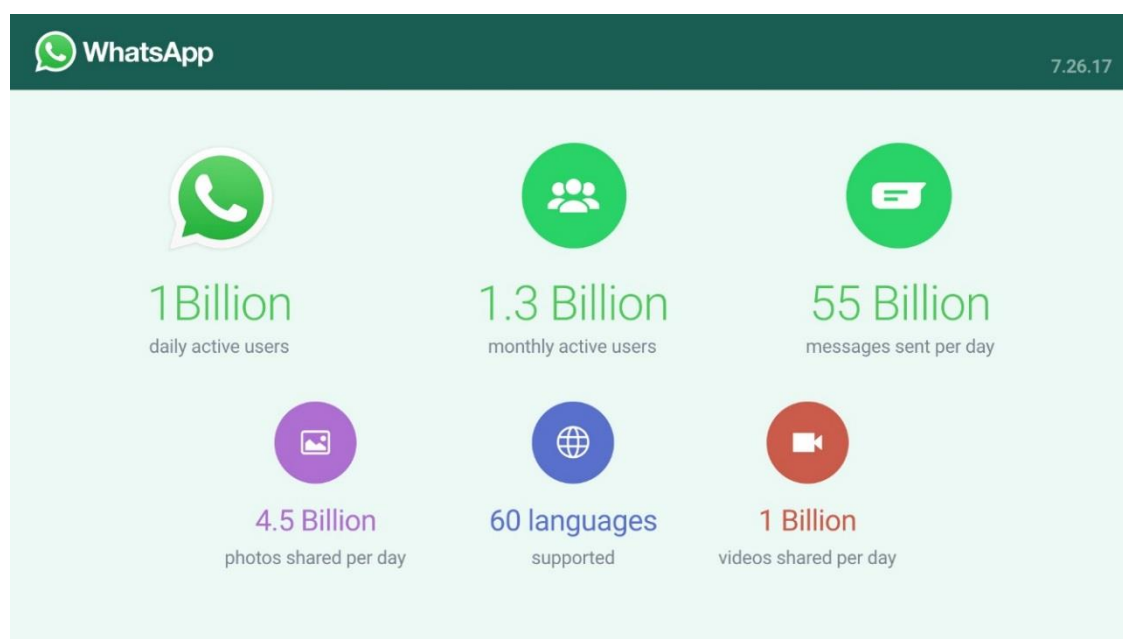 WhatsApp
7.26.17
1Billion
daily active users
1.3 Billion
monthly active users
55 Billion
messages sent per day
4.5 Billion
photos shared per day
60 languages
supported
1 Billion
videos shared per day